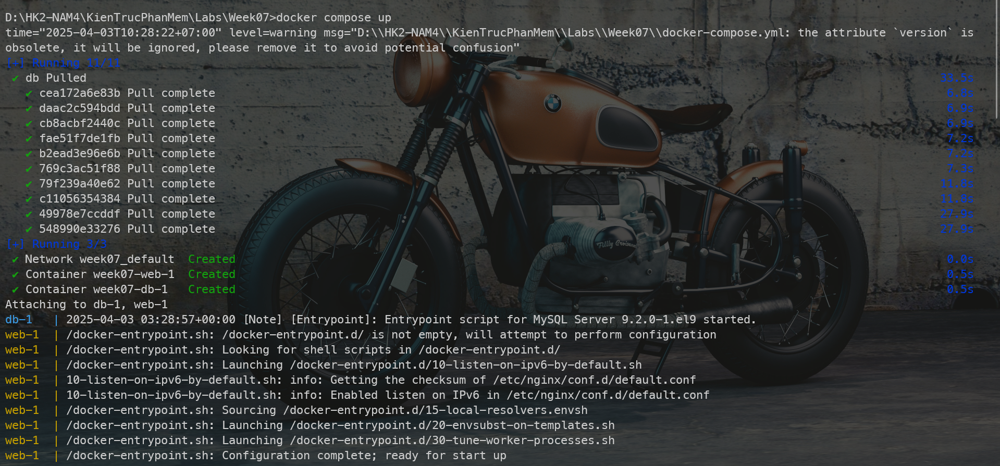 D:\HK2-NAM4\KienTrucPhanMem\Labs\Week07>docker compose up
time="2025-04-03T10:28:22+07:00" level=warning msg="D:\\HK2-NAM4\\KienTrucPhanMem\\Labs\\Week07\\docker-compose.yml: the attribute `version` is
obsolete, it will be ignored, please remove it to avoid potential confusion"
[+] Running 11/11
✔ db Pulled 33.5s
✔ cea172a6e83b Pull complete 6.8s
✔ daac2c594bdd Pull complete 6.9s
✔ cb8acbf2440c Pull complete 6.9s
✔ fae51f7de1fb Pull complete 7.2s
✔ b2ead3e96e6b Pull complete 7.2s
✔ 769c3ac51f88 Pull complete 7.3s
✔ 79f239a40e62 Pull complete 11.8s
✔ c11056354384 Pull complete 11.8s
✔ 49978e7ccddf Pull complete 27.9s
✔ 548990e33276 Pull complete 27.9s
[+] Running 3/3
✔ Network week07_default Created 0.0s
✔ Container week07-web-1 Created 0.5s
✔ Container week07-db-1 Created 0.5s
Attaching to db-1, web-1
db-1 | 2025-04-03 03:28:57+00:00 [Note] [Entrypoint]: Entrypoint script for MySQL Server 9.2.0-1.el9 started.
web-1 | /docker-entrypoint.sh: /docker-entrypoint.d/ is not empty, will attempt to perform configuration
web-1 | /docker-entrypoint.sh: Looking for shell scripts in /docker-entrypoint.d/
web-1 | /docker-entrypoint.sh: Launching /docker-entrypoint.d/10-listen-on-ipv6-by-default.sh
web-1 | 10-listen-on-ipv6-by-default.sh: info: Getting the checksum of /etc/nginx/conf.d/default.conf
web-1 | 10-listen-on-ipv6-by-default.sh: info: Enabled listen on IPv6 in /etc/nginx/conf.d/default.conf
web-1 | /docker-entrypoint.sh: Sourcing /docker-entrypoint.d/15-local-resolvers.envsh
web-1 | /docker-entrypoint.sh: Launching /docker-entrypoint.d/20-envsubst-on-templates.sh
web-1 | /docker-entrypoint.sh: Launching /docker-entrypoint.d/30-tune-worker-processes.sh
web-1 | /docker-entrypoint.sh: Configuration complete; ready for start up